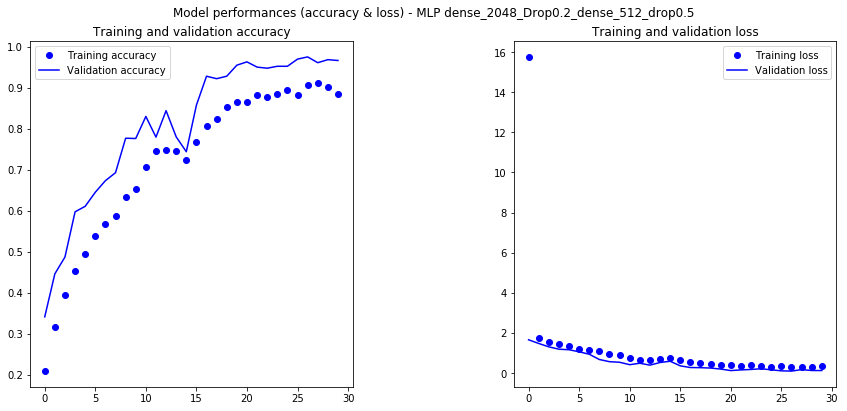 Model performances (accuracy & loss) - MLP dense_2048_Drop0.2_dense_512_drop0.5
Training and validation accuracy
Training accuracy
Validation accuracy
1.0
0.9
0.8
0.7
0.6
0.5
0.4
0.3
0.2
0 5 10 15 20 25 30
Training and validation loss
Training loss
Validation loss
16
14
12
10
8
6
4
2
0
0 5 10 15 20 25 30